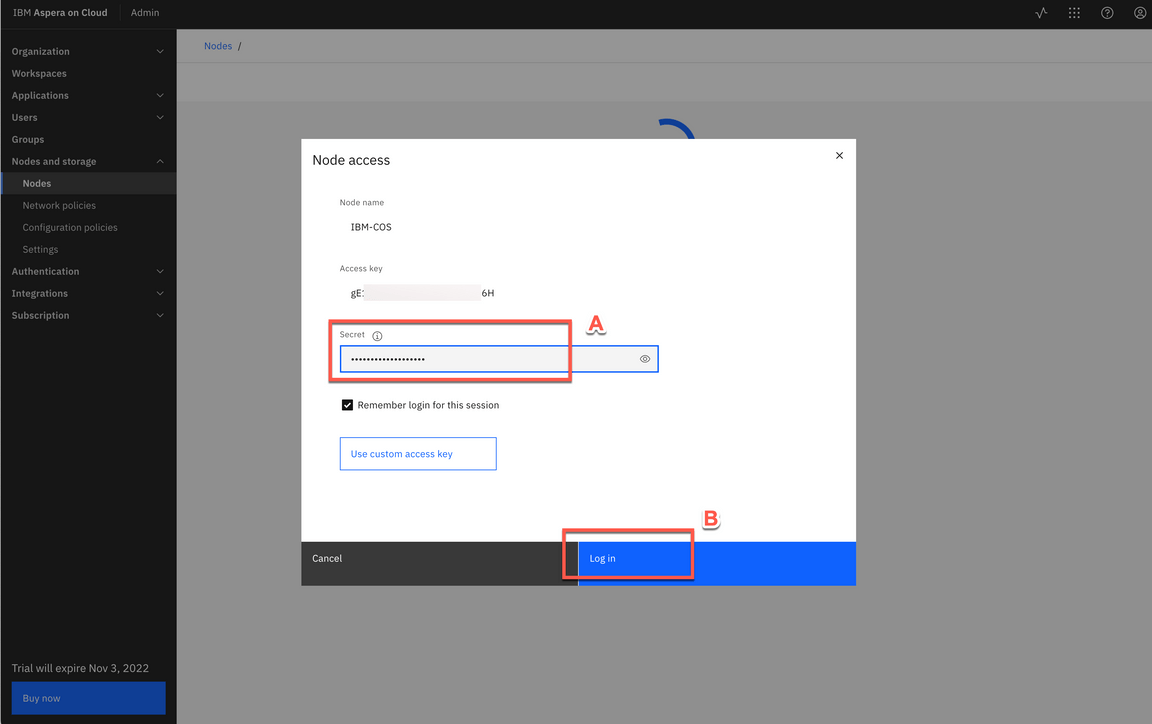 IBM Aspera on Cloud Admin
Organization
Workspaces
Applications
Users
Groups
Nodes and storage
Nodes
Network policies
Configuration policies
Settings
Authentication
Integrations
Subscription
Trial will expire Nov 3, 2022
Buy now
Nodes /
Node access
Node name
IBM-COS
Access key
6H
Secret
A
Remember login for this session
Use custom access key
B
Cancel
Log in